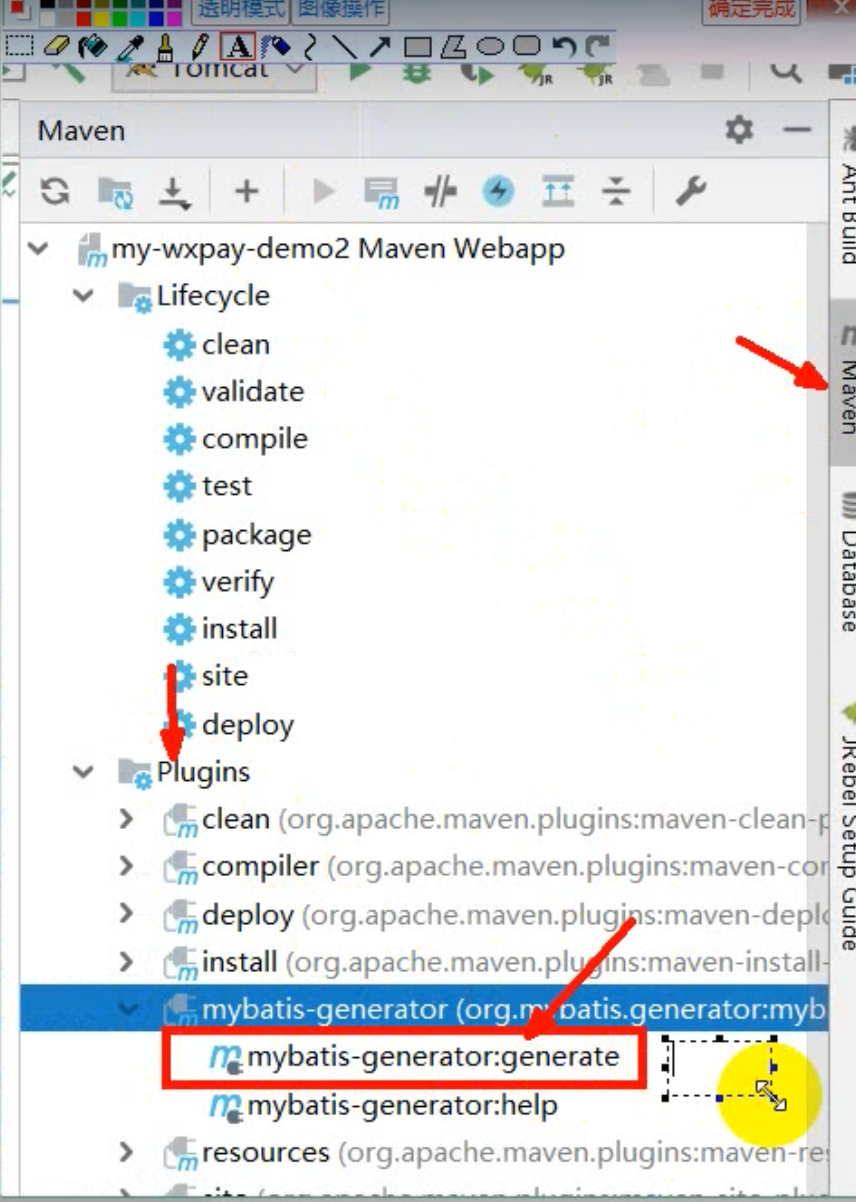 透明模式 图像操作 确定完成
A
Tomcat
JR JR
Maven
my-wxpay-demo2 Maven Webapp
Lifecycle
clean
validate
compile
test
package
verify
install
site
deploy
Plugins
clean (org.apache.maven.plugins:maven-clean-p
compiler (org.apache.maven.plugins:maven-cor
deploy (org.apache.maven.plugins:maven-deplo
install (org.apache.maven.plugins:maven-install-
mybatis-generator (org.mybatis.generator:myb
mybatis-generator:generate
mybatis-generator:help
resources (org.apache.maven.plugins:maven-re
Ant Build
Maven
Database
JRebel Setup Guide